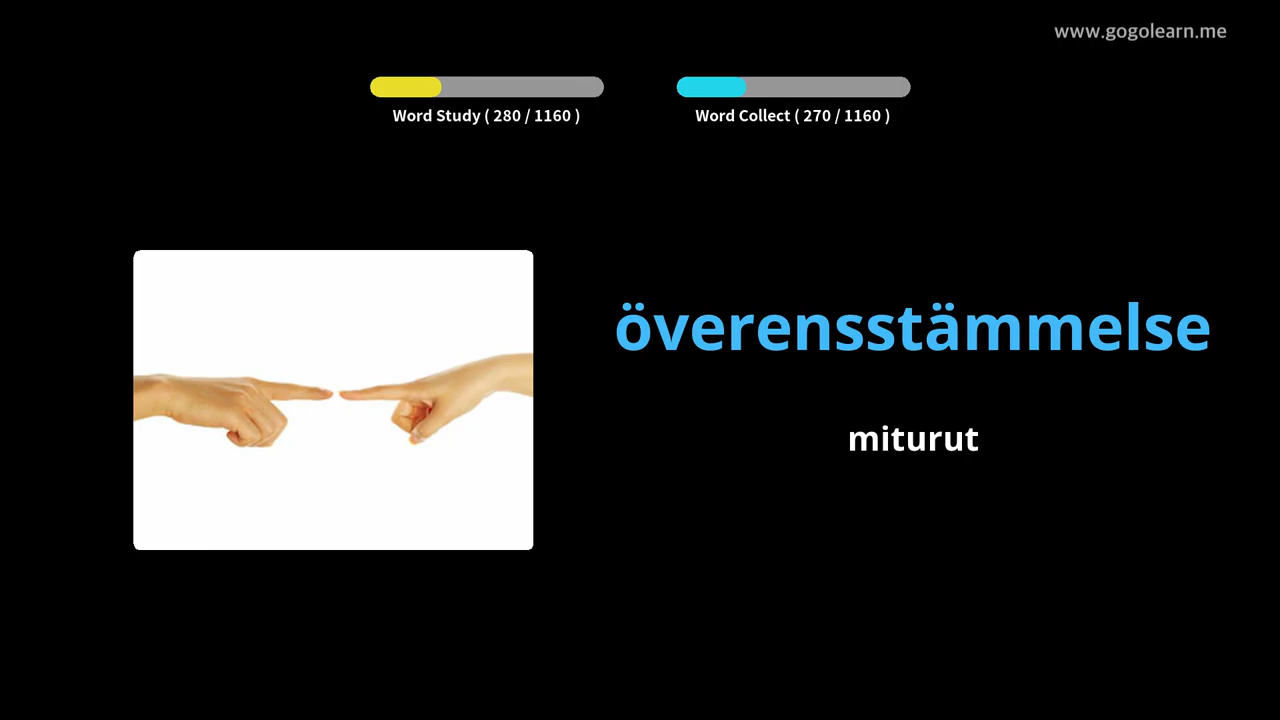 www.gogolearn.me
Word Study ( 280 / 1160 )
Word Collect ( 270 / 1160 )
överensstämmelse
miturut